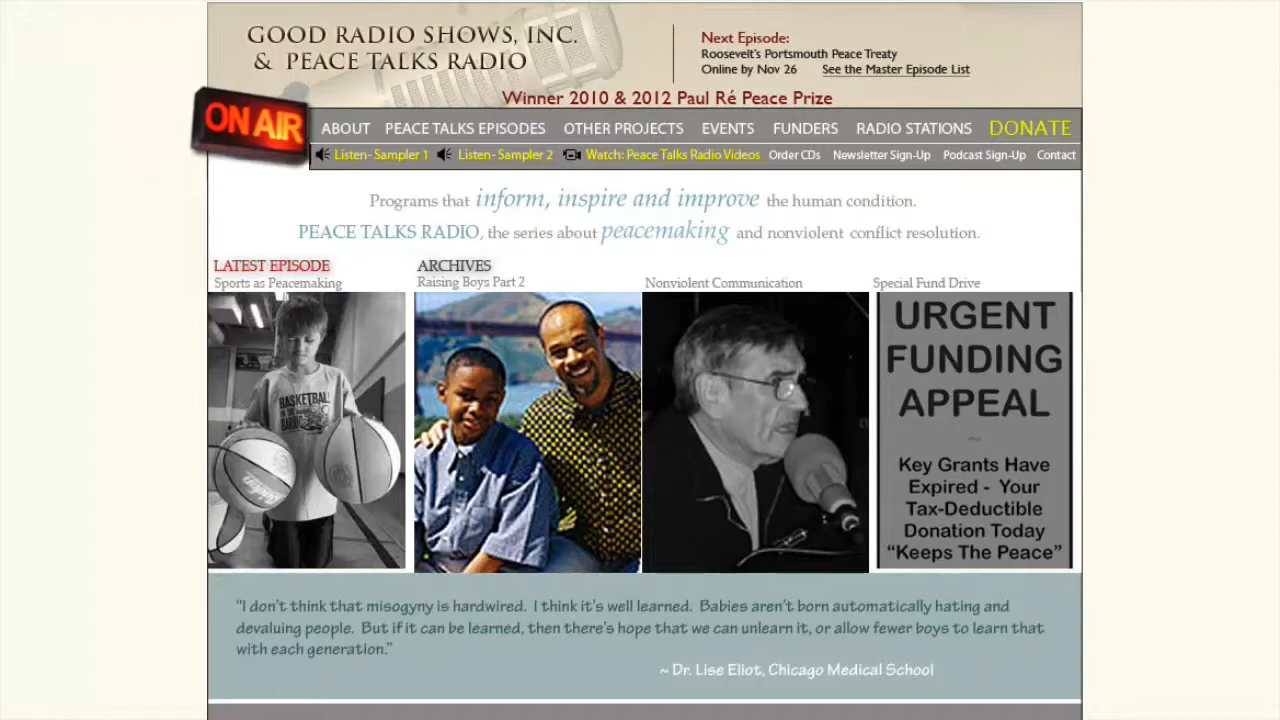 GOOD RADIO SHOWS, INC.
& PEACE TALKS RADIO
Next Episode:
Roosevelt's Portsmouth Peace Treaty
Online by Nov 26 See the Master Episode List
Winner 2010 & 2012 Paul Ré Peace Prize
ON AIR
ABOUT PEACE TALKS EPISODES OTHER PROJECTS EVENTS FUNDERS RADIO STATIONS DONATE
Listen- Sampler 1 Listen- Sampler 2 Watch: Peace Talks Radio Videos Order CDs Newsletter Sign-Up Podcast Sign-Up Contact
Programs that inform, inspire and improve the human condition.
PEACE TALKS RADIO, the series about peacemaking and nonviolent conflict resolution.
LATEST EPISODE
Sports as Peacemaking
ARCHIVES
Raising Boys Part 2
Nonviolent Communication
Special Fund Drive
BASKETBALL
IN THE
BARRIO
URGENT
FUNDING
APPEAL
~
Key Grants Have
Expired - Your
Tax-Deductible
Donation Today
“Keeps The Peace”
“I don't think that misogyny is hardwired. I think it's well learned. Babies aren't born automatically hating and
devaluing people. But if it can be learned, then there's hope that we can unlearn it, or allow fewer boys to learn that
with each generation.”
~ Dr. Lise Eliot, Chicago Medical School